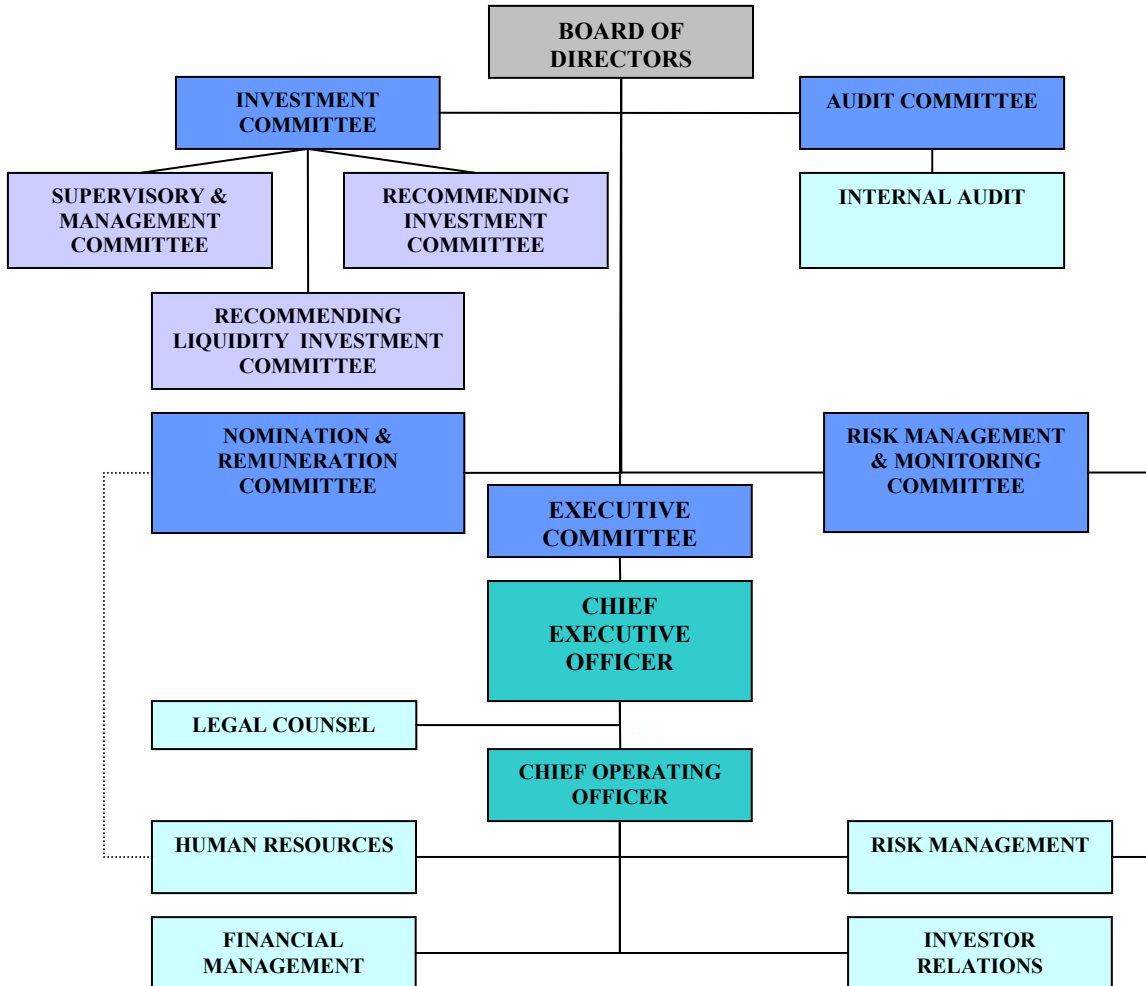 BOARD OF
DIRECTORS
INVESTMENT
COMMITTEE
AUDIT COMMITTEE
SUPERVISORY &
MANAGEMENT
COMMITTEE
RECOMMENDING
INVESTMENT
COMMITTEE
INTERNAL AUDIT
RECOMMENDING
LIQUIDITY INVESTMENT
COMMITTEE
NOMINATION &
REMUNERATION
COMMITTEE
RISK MANAGEMENT
& MONITORING
COMMITTEE
EXECUTIVE
COMMITTEE
CHIEF
EXECUTIVE
OFFICER
LEGAL COUNSEL
CHIEF OPERATING
OFFICER
HUMAN RESOURCES
RISK MANAGEMENT
FINANCIAL
MANAGEMENT
INVESTOR
RELATIONS